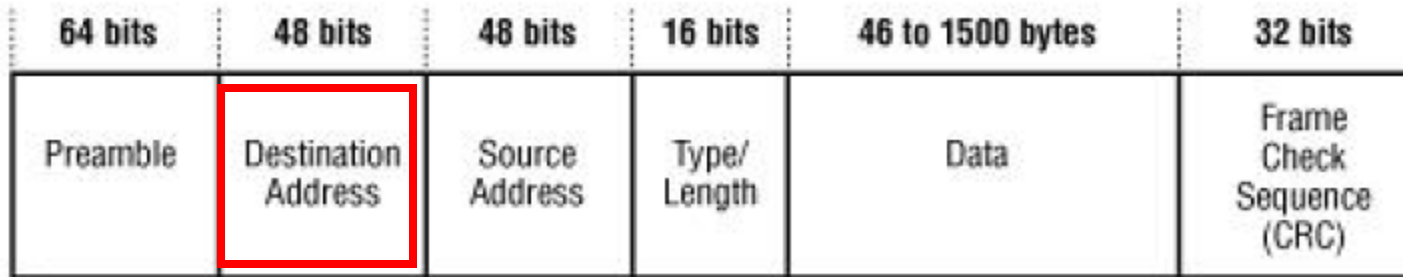 64 bits 48 bits 48 bits 16 bits 46 to 1500 bytes 32 bits
Preamble
Destination
Address
Source
Address
Type/
Length
Data
Frame
Check
Sequence
(CRC)